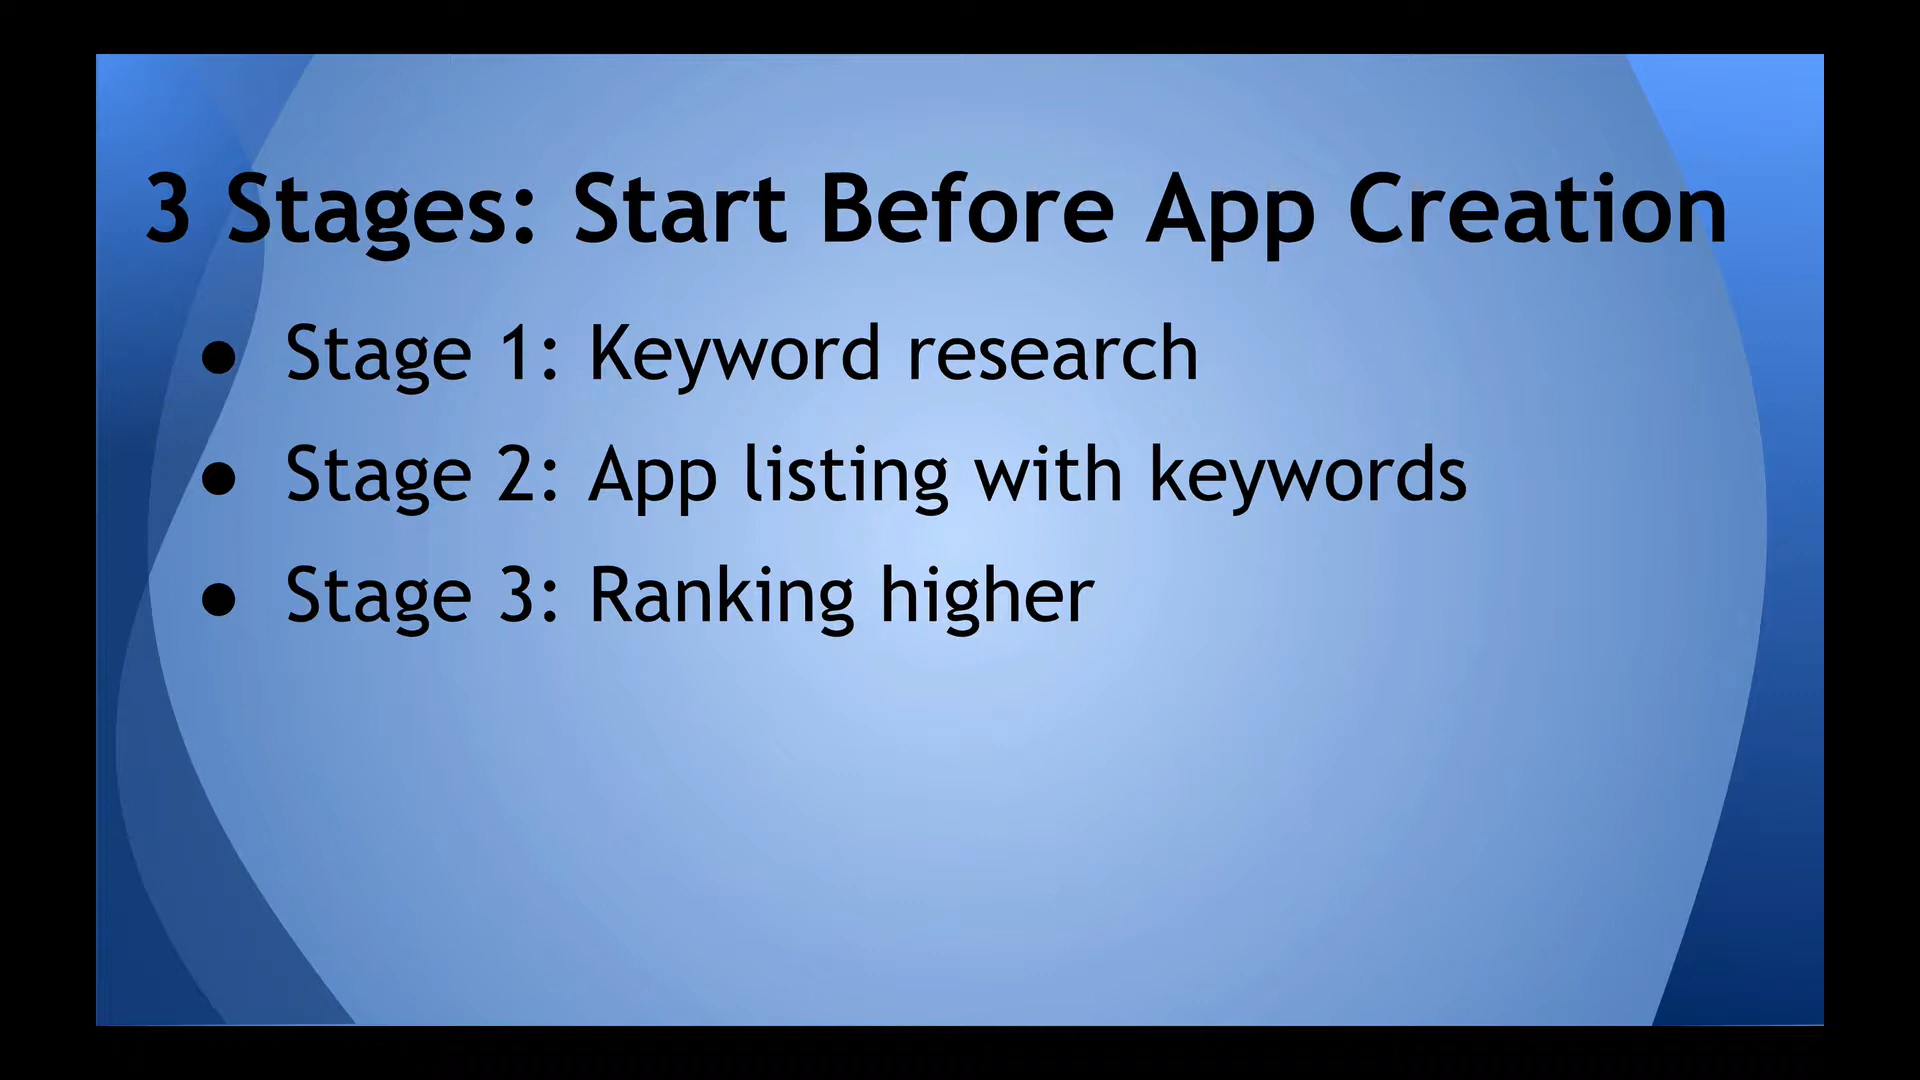 3 Stages: Start Before App Creation
● Stage 1: Keyword research
● Stage 2: App listing with keywords
● Stage 3: Ranking higher